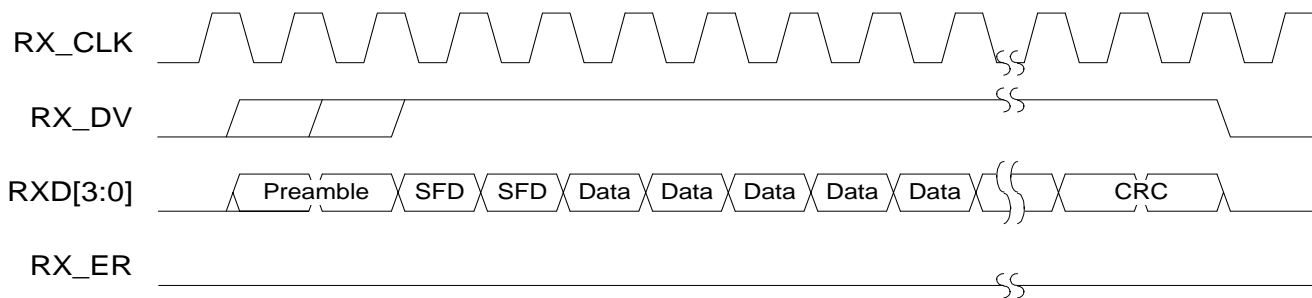 RX_CLK
RX_DV
RXD[3:0] Preamble SFD SFD Data Data Data Data Data CRC
RX_ER